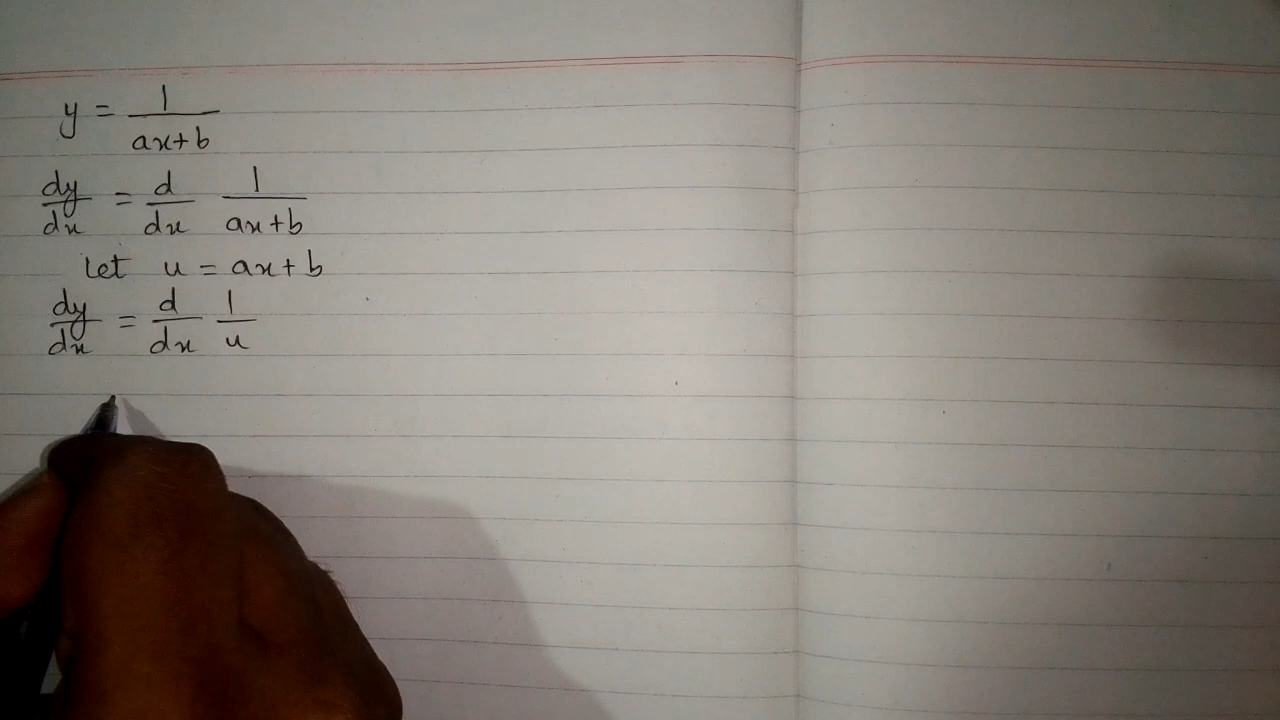 y = 1/(ax+b)
dy/dx = d/dx 1/(ax+b)
Let u = ax+b
dy/dx = d/dx 1/u